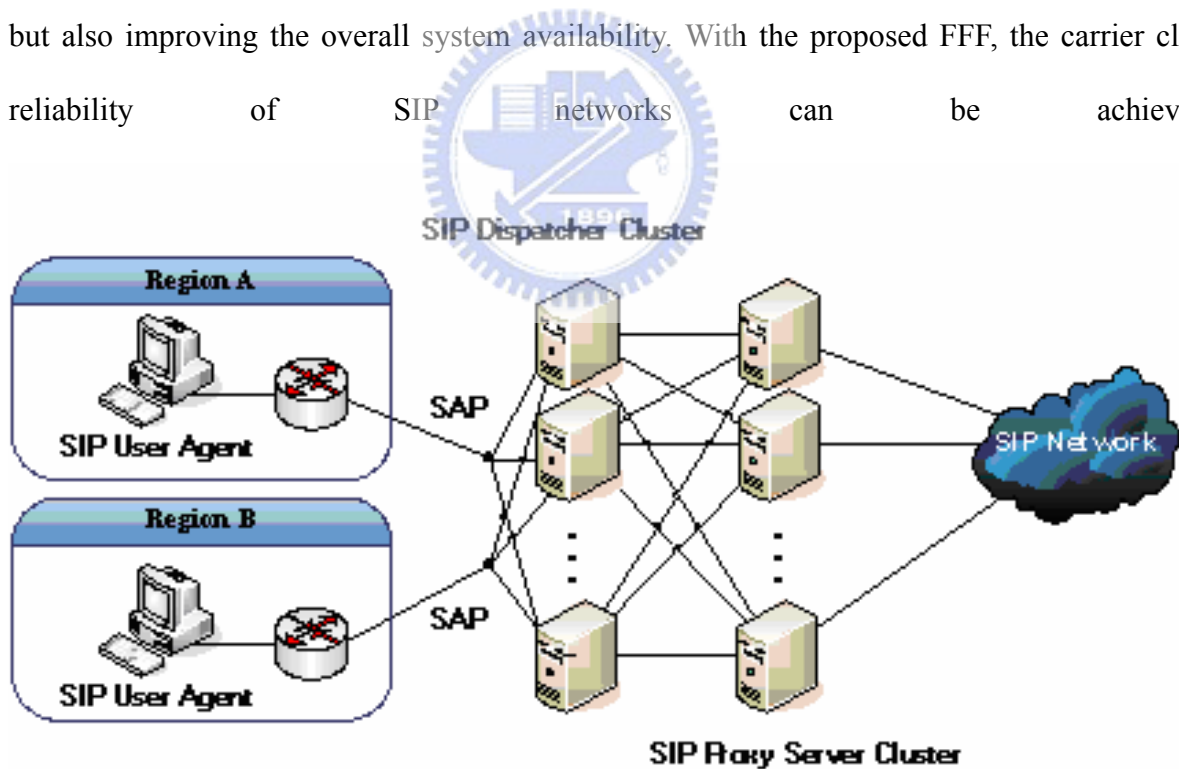 but also improving the overall system availability. With the proposed FFF, the carrier cl
reliability of SIP networks can be achiev
1896
SIP Dispatcher Cluster
Region A
SIP User Agent
SAP
SIP Network
Region B
SIP User Agent
SAP
SIP Proxy Server Cluster